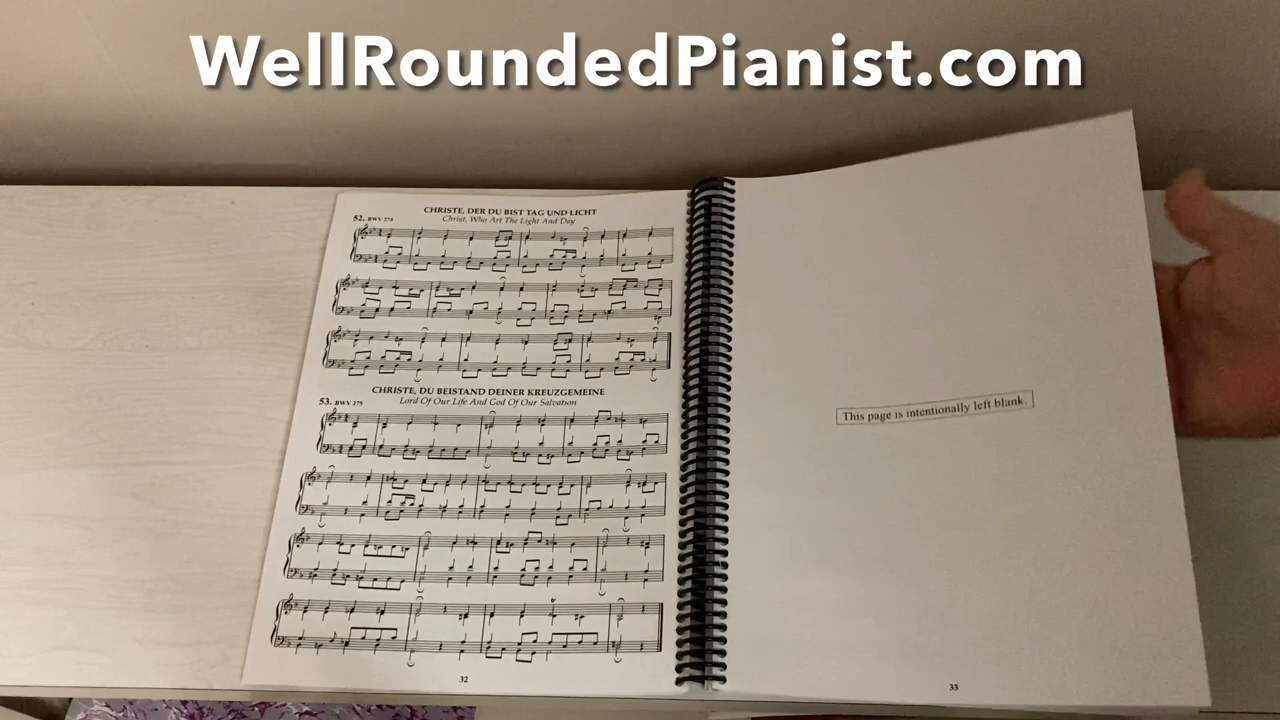 WellRoundedPianist.com
CHRISTE, DER DU BIST TAG UND LICHT
52. BWV 274
Christ, Who Art The Light And Day
CHRISTE, DU BEISTAND DEINER KREUZGEMEINE
53. BWV 275
Lord Of Our Life And God Of Our Salvation
32
This page is intentionally left blank.
33